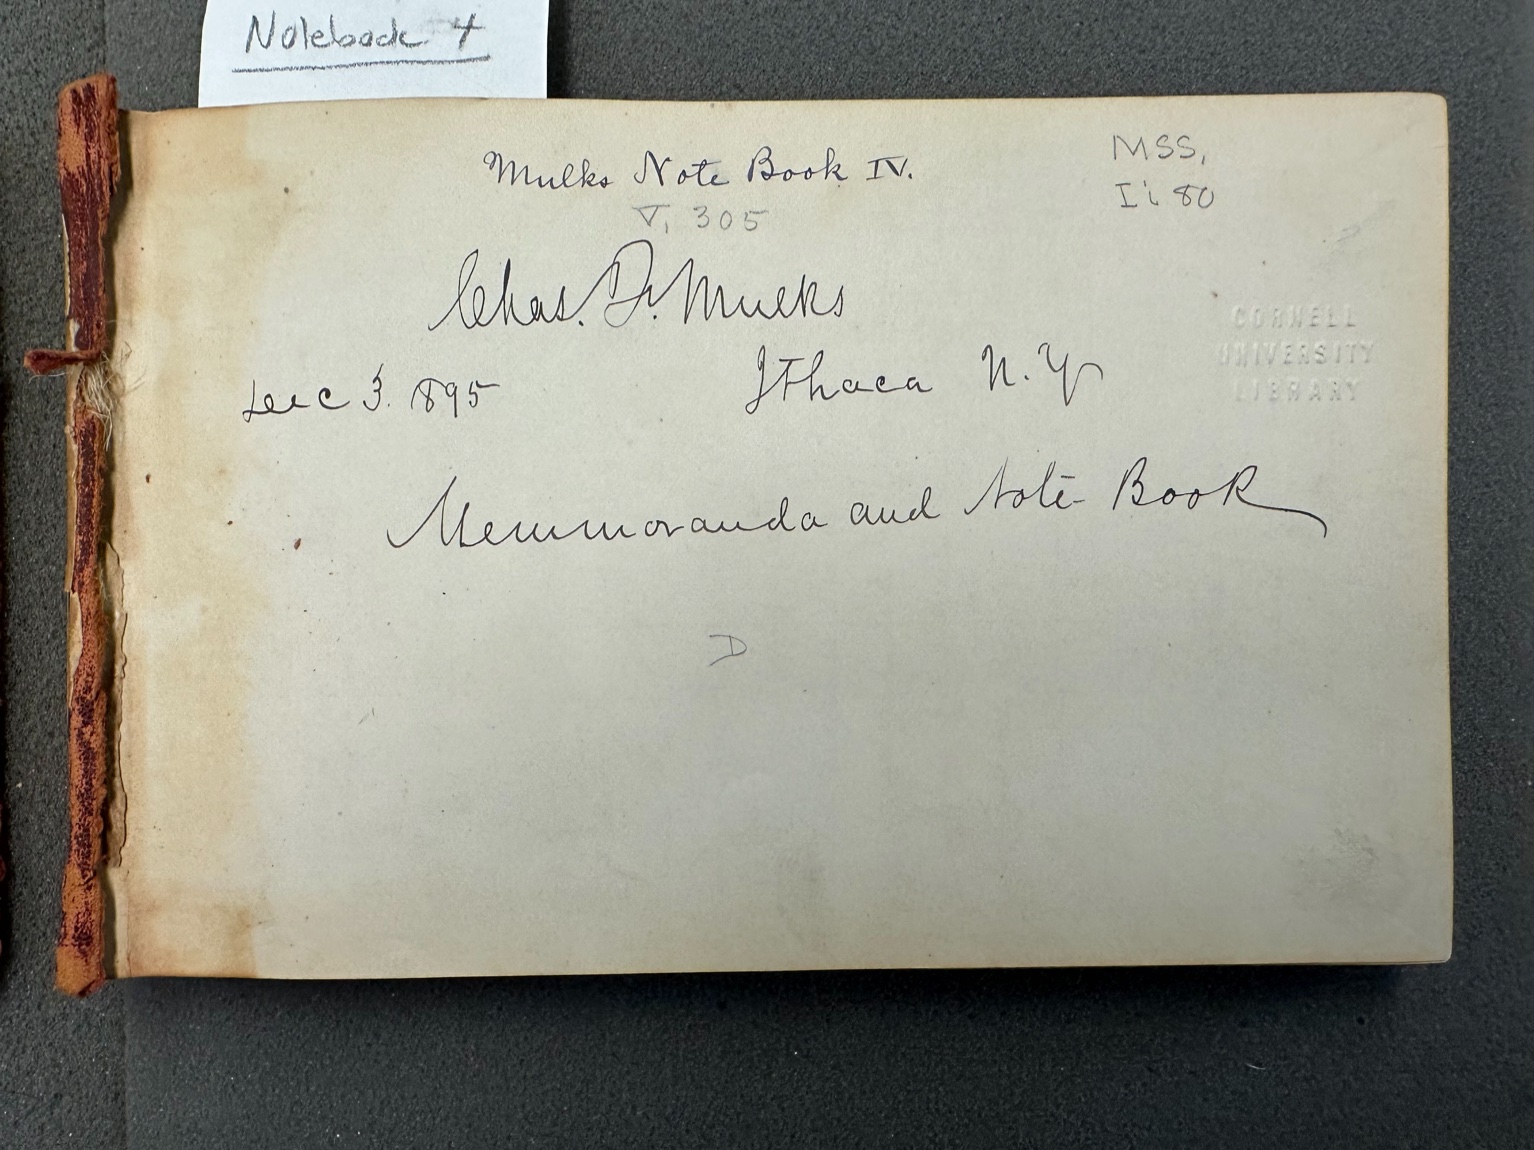 Notebook 4
Mulks Note Book IV.
MSS,
Ii 80
V, 305
Chas. D. Mulks
CORNELL
UNIVERSITY
LIBRARY
Dec 3. 895
Ithaca N.Y
Memmoranda and Note Book
D